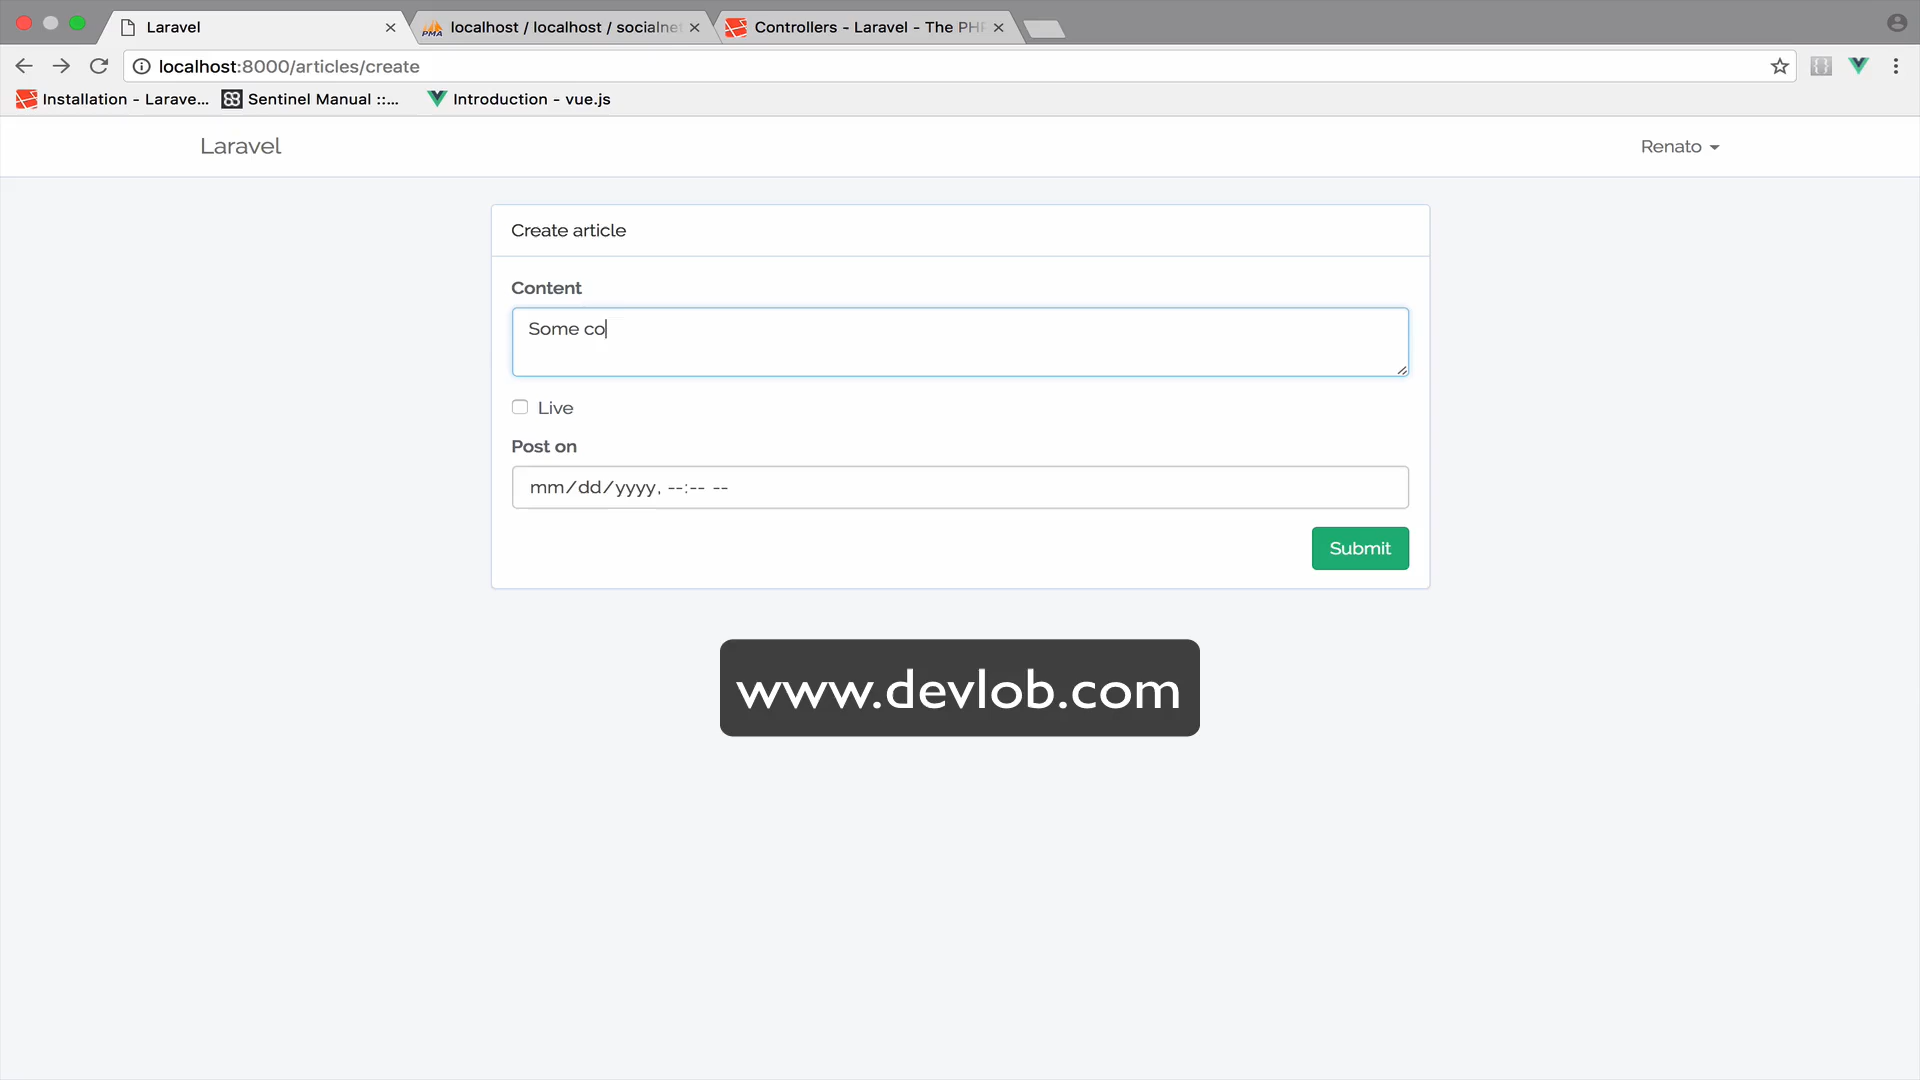 Laravel
localhost / localhost / socialne
Controllers - Laravel - The PHP
localhost:8000/articles/create
Installation - Larave...
Sentinel Manual ::...
Introduction - vue.js
Laravel
Renato
Create article
Content
Some co
Live
Post on
mm/dd/yyyy, --:-- --
Submit
www.devlob.com